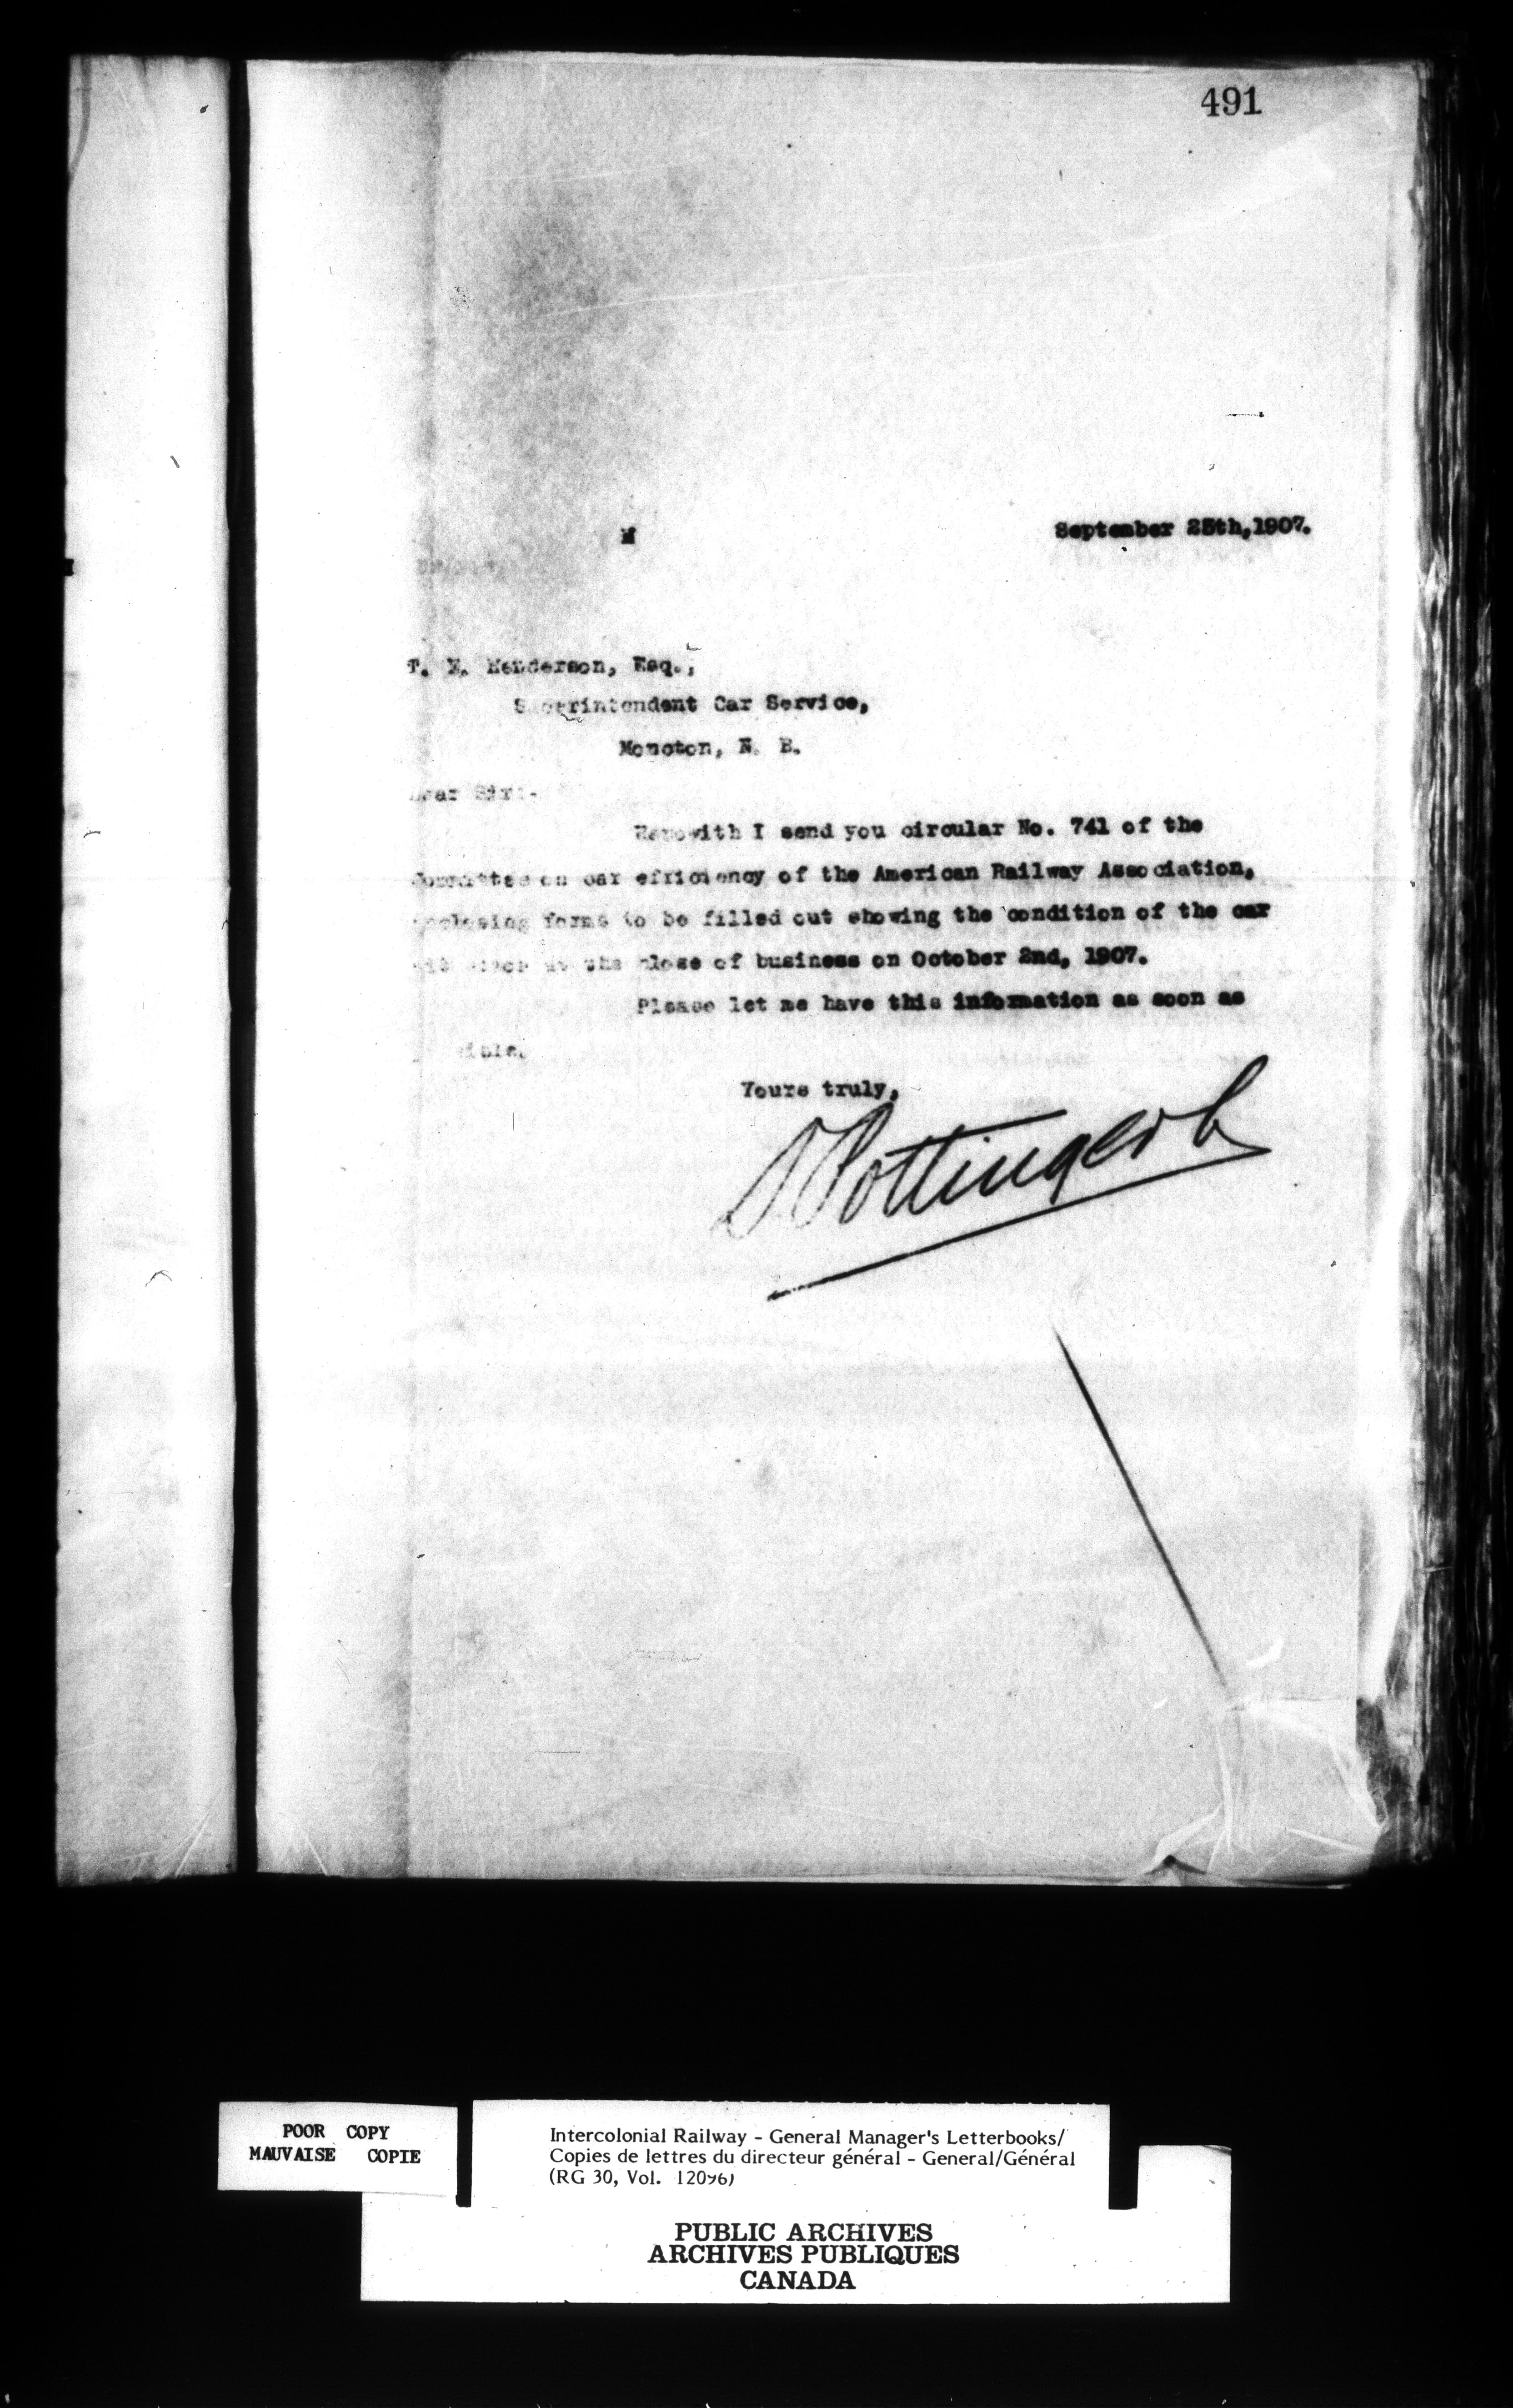 491
September 25th, 1907.
T. E. Henderson, Esq.,
Superintendent Car Service,
Moncton, N. B.
Dear Sir:-
Herewith I send you circular No. 741 of the
Committee on car efficiency of the American Railway Association,
enclosing forms to be filled out showing the condition of the car
at the close of business on October 2nd, 1907.
Please let me have this information as soon as
possible.
Yours truly,
D Pottinger
POOR COPY
MAUVAISE COPIE
Intercolonial Railway - General Manager's Letterbooks/
Copies de lettres du directeur général - General/Général
(RG 30, Vol. 12096)
PUBLIC ARCHIVES
ARCHIVES PUBLIQUES
CANADA